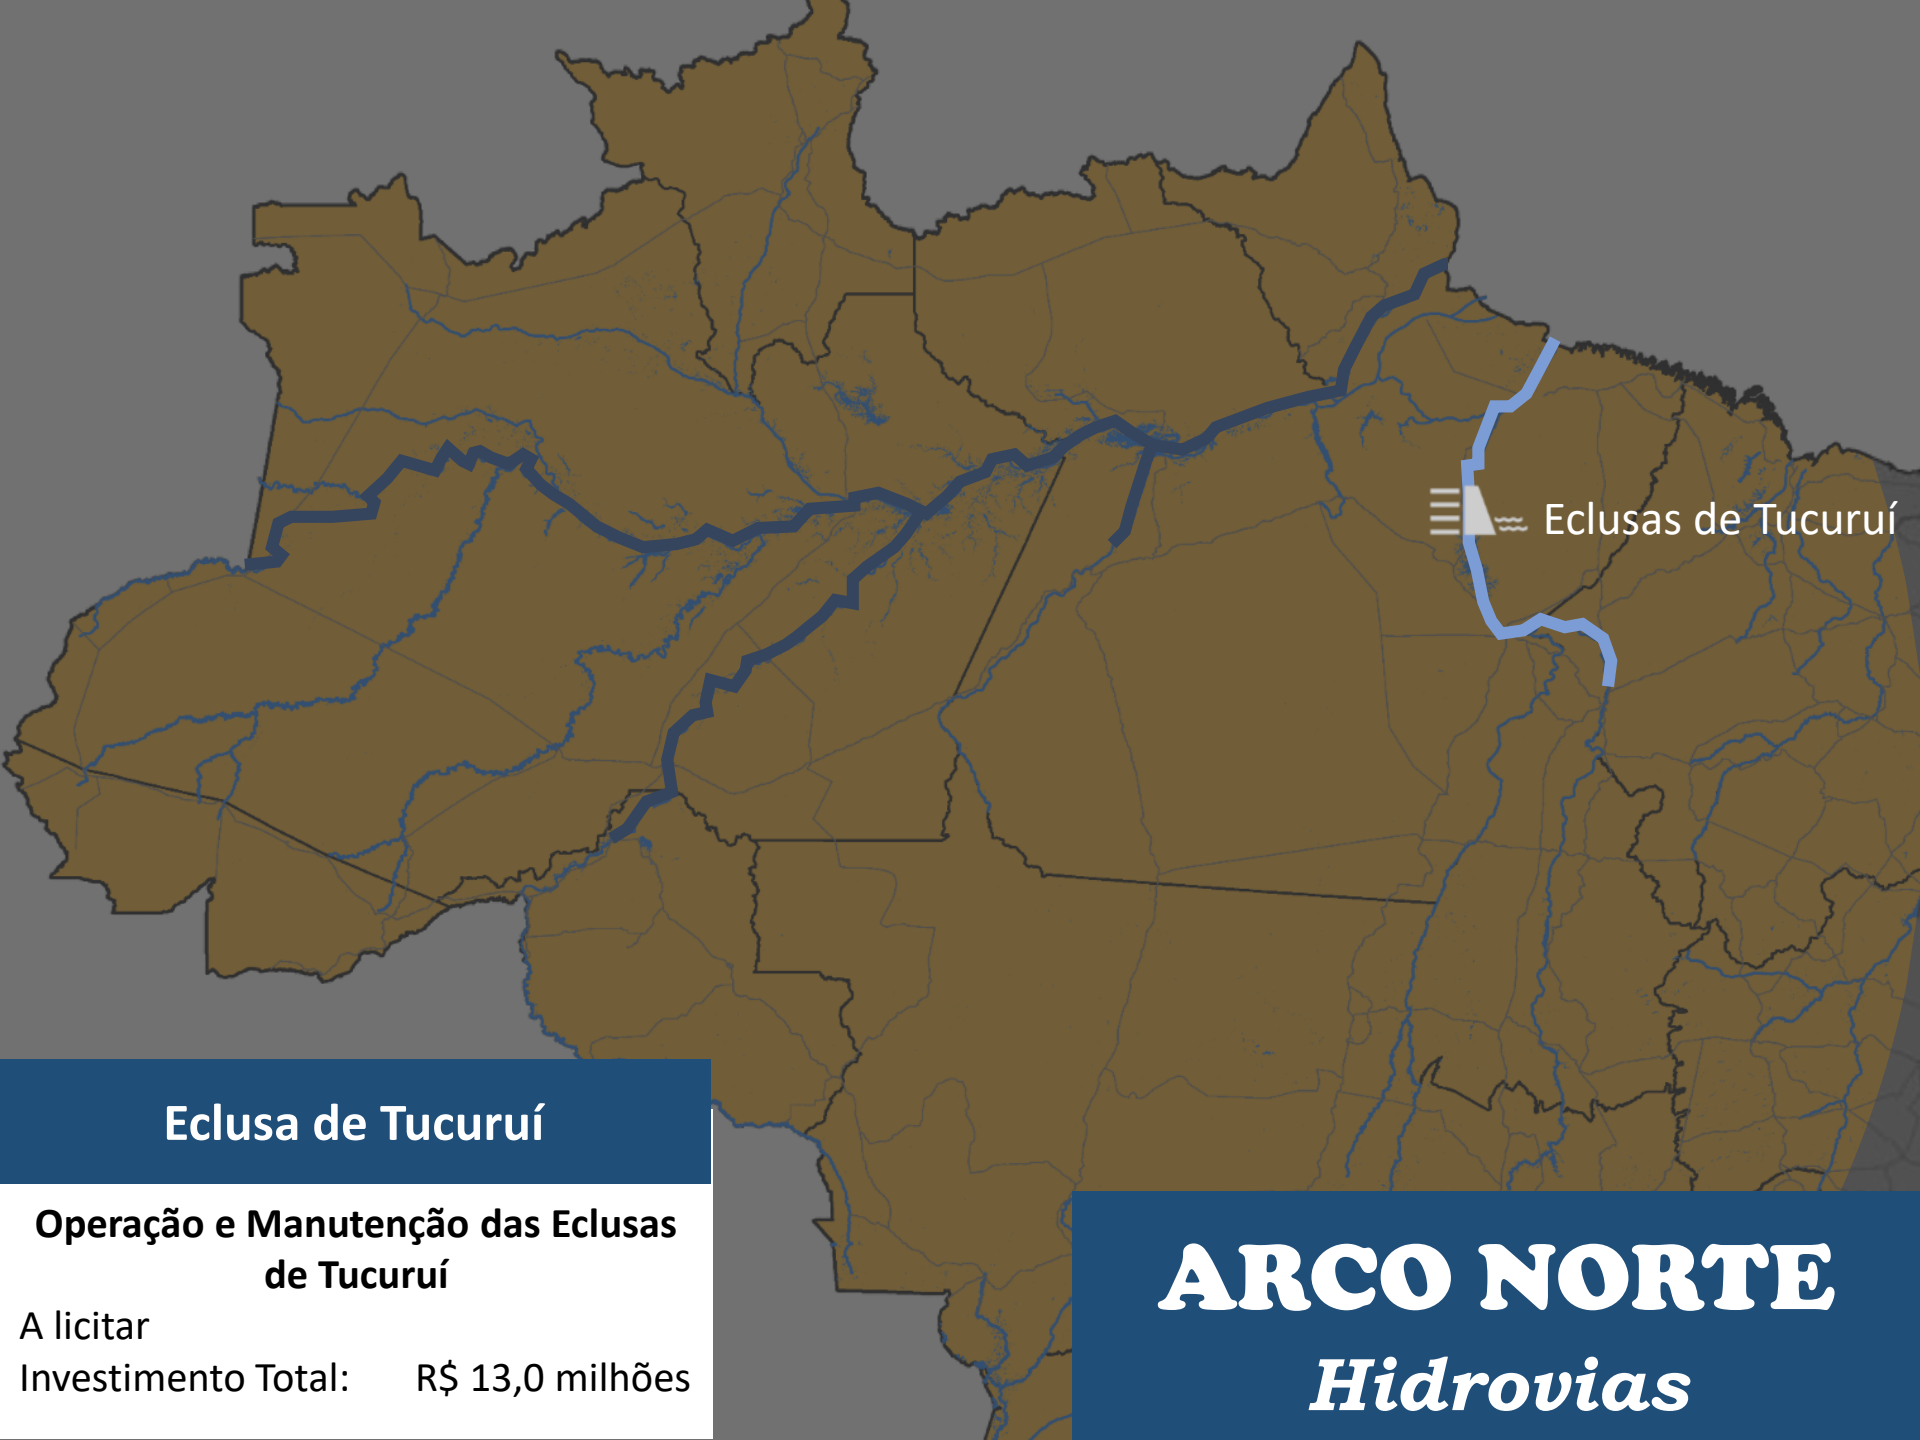 Eclusas de Tucuruí
Eclusa de Tucuruí
Operação e Manutenção das Eclusas
de Tucuruí
A licitar
Investimento Total: R$ 13,0 milhões
ARCO NORTE
Hidrovias